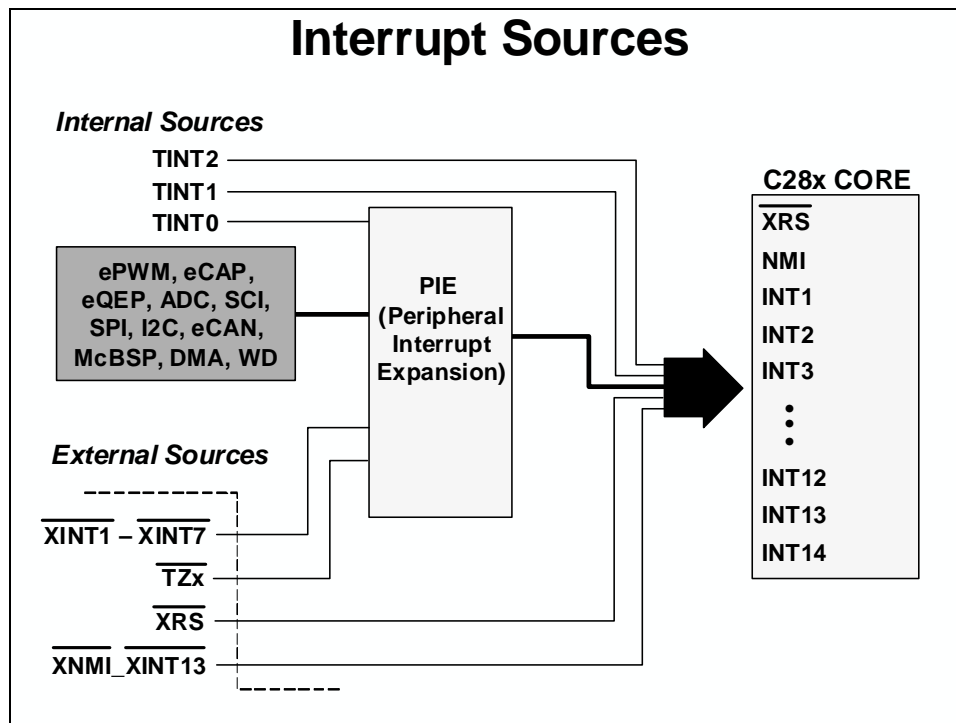 Interrupt Sources
Internal Sources
TINT2
TINT1
TINT0
ePWM, eCAP,
eQEP, ADC, SCI,
SPI, I2C, eCAN,
McBSP, DMA, WD
PIE
(Peripheral
Interrupt
Expansion)
External Sources
XINT1 – XINT7
TZx
XRS
XNMI_XINT13
C28x CORE
XRS
NMI
INT1
INT2
INT3
INT12
INT13
INT14